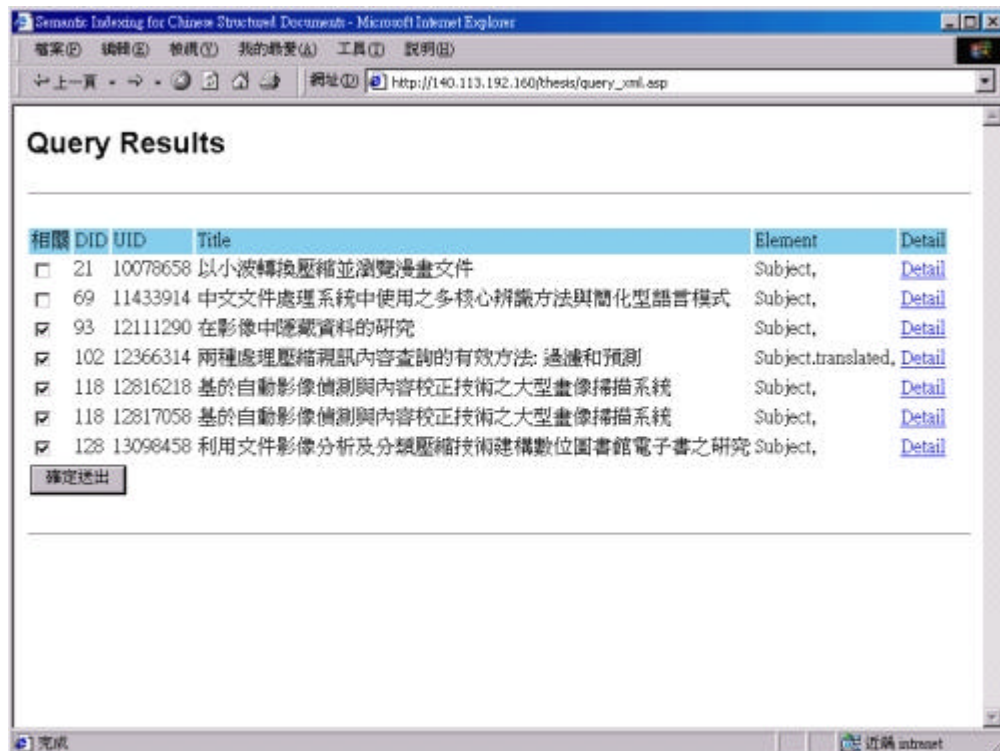 Semantic Indexing for Chinese Structured Documents - Microsoft Internet Explorer
檔案(F) 編輯(E) 檢視(V) 我的最愛(A) 工具(T) 說明(H)
上一頁 網址(D) http://140.113.192.160/thesis/query_xml.asp
Query Results
相關 DID UID Title Element Detail
21 10078658 以小波轉換壓縮並瀏覽漫畫文件 Subject, Detail
69 11433914 中文文件處理系統中使用之多核心辨識方法與簡化型語言模式 Subject, Detail
93 12111290 在影像中隱藏資料的研究 Subject, Detail
102 12366314 兩種處理壓縮視訊內容查詢的有效方法: 過濾和預測 Subject.translated, Detail
118 12816218 基於自動影像偵測與內容校正技術之大型畫像掃描系統 Subject, Detail
118 12817058 基於自動影像偵測與內容校正技術之大型畫像掃描系統 Subject, Detail
128 13098458 利用文件影像分析及分類壓縮技術建構數位圖書館電子書之研究 Subject, Detail
確定送出
完成 近端 intranet